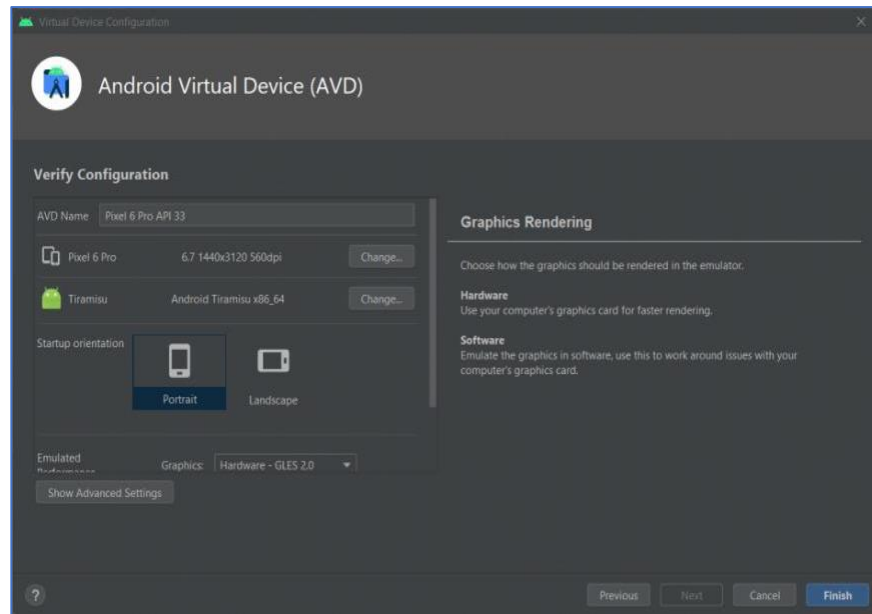 Virtual Device Configuration
Android Virtual Device (AVD)
Verify Configuration
AVD Name Pixel 6 Pro API 33
Pixel 6 Pro 6.7 1440x3120 560dpi Change...
Tiramisu Android Tiramisu x86_64 Change...
Startup orientation
Portrait
Landscape
Emulated
Performance
Graphics: Hardware - GLES 2.0
Show Advanced Settings
Graphics Rendering
Choose how the graphics should be rendered in the emulator.
Hardware
Use your computer's graphics card for faster rendering.
Software
Emulate the graphics in software, use this to work around issues with your
computer's graphics card.
? Previous Next Cancel Finish